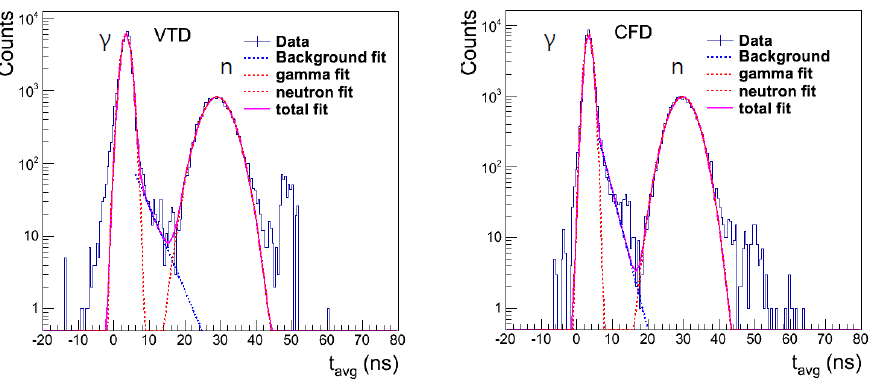 Counts
10⁴
10³
10²
10
1
γ
VTD
n
Data
Background fit
gamma fit
neutron fit
total fit
-20 -10 0 10 20 30 40 50 60 70 80
tavg (ns)
Counts
10⁴
10³
10²
10
1
γ
CFD
n
Data
Background
gamma fit
neutron fit
total fit
-20 -10 0 10 20 30 40 50 60 70 80
tavg (ns)